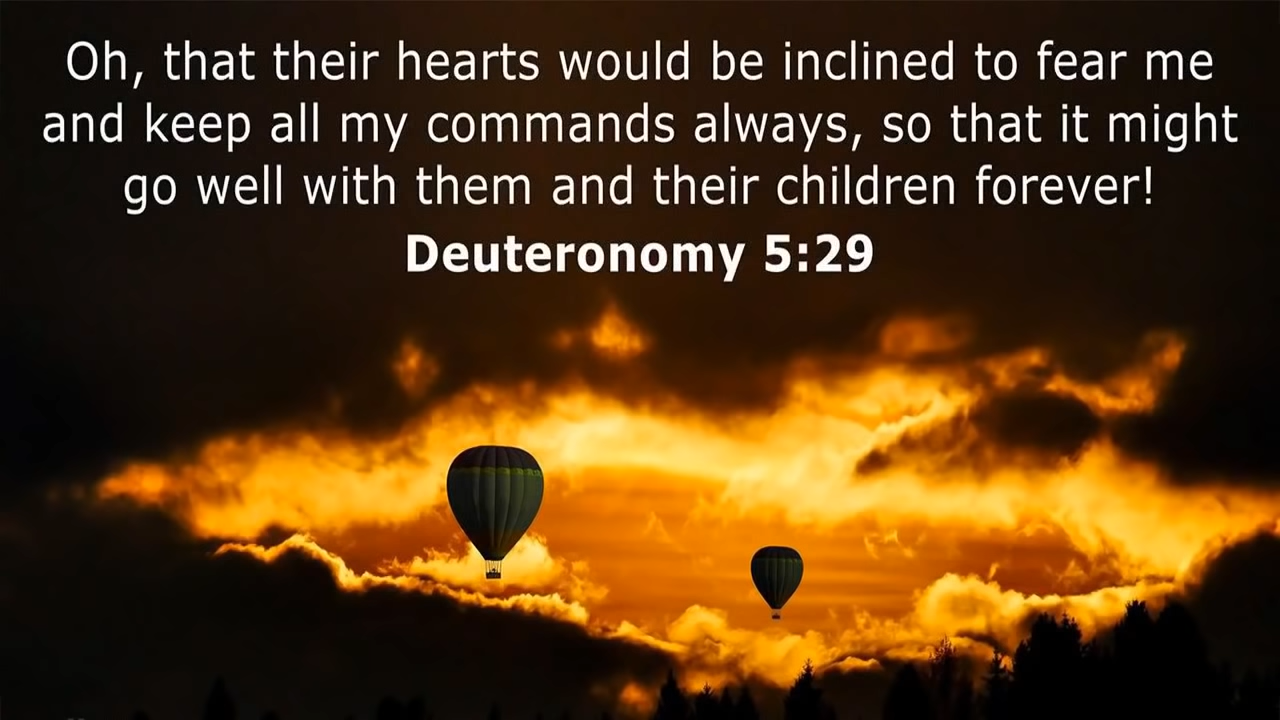 Oh, that their hearts would be inclined to fear me
and keep all my commands always, so that it might
go well with them and their children forever!
Deuteronomy 5:29